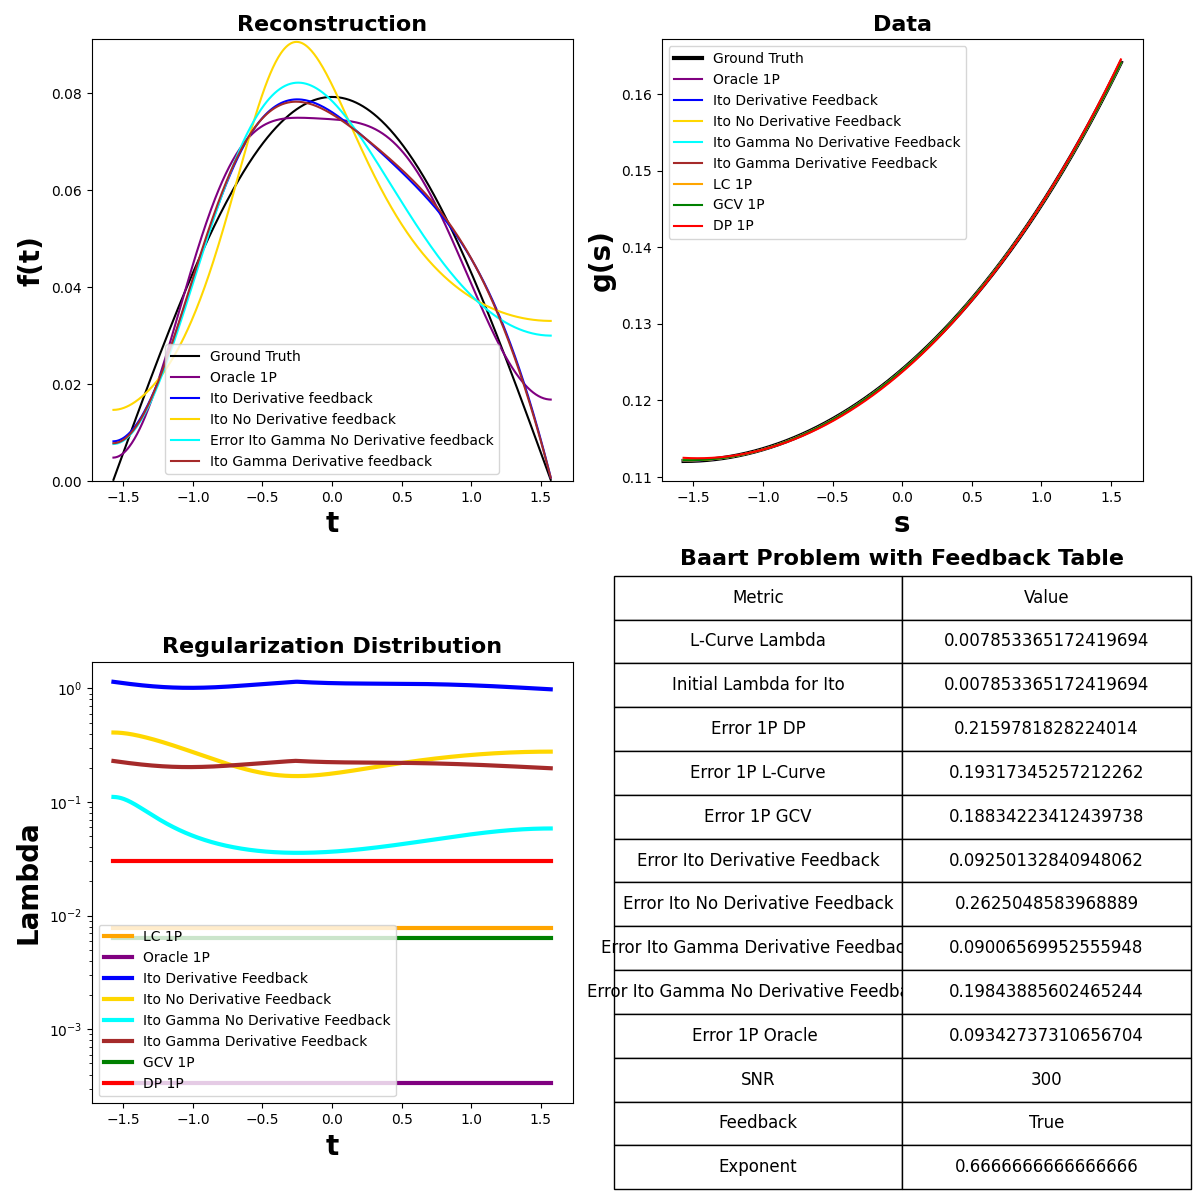 Reconstruction
f(t)
0.08
0.06
0.04
0.02
0.00
Ground Truth
Oracle 1P
Ito Derivative feedback
Ito No Derivative feedback
Error Ito Gamma No Derivative feedback
Ito Gamma Derivative feedback
−1.5 −1.0 −0.5 0.0 0.5 1.0 1.5
t
Data
g(s)
0.16
0.15
0.14
0.13
0.12
0.11
Ground Truth
Oracle 1P
Ito Derivative Feedback
Ito No Derivative Feedback
Ito Gamma No Derivative Feedback
Ito Gamma Derivative Feedback
LC 1P
GCV 1P
DP 1P
−1.5 −1.0 −0.5 0.0 0.5 1.0 1.5
s
Regularization Distribution
Lambda
10⁰
10⁻¹
10⁻²
10⁻³
LC 1P
Oracle 1P
Ito Derivative Feedback
Ito No Derivative Feedback
Ito Gamma No Derivative Feedback
Ito Gamma Derivative Feedback
GCV 1P
DP 1P
−1.5 −1.0 −0.5 0.0 0.5 1.0 1.5
t
Baart Problem with Feedback Table
Metric Value
L-Curve Lambda 0.007853365172419694
Initial Lambda for Ito 0.007853365172419694
Error 1P DP 0.2159781828224014
Error 1P L-Curve 0.19317345257212262
Error 1P GCV 0.18834223412439738
Error Ito Derivative Feedback 0.09250132840948062
Error Ito No Derivative Feedback 0.2625048583968889
Error Ito Gamma Derivative Feedbac 0.09006569952555948
Error Ito Gamma No Derivative Feedba 0.19843885602465244
Error 1P Oracle 0.09342737310656704
SNR 300
Feedback True
Exponent 0.6666666666666666